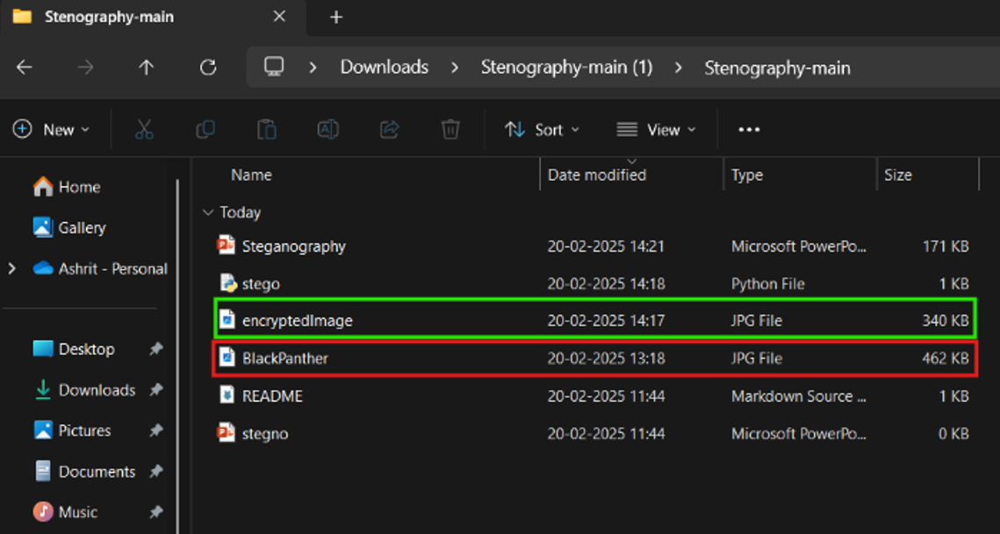 Stenography-main
Downloads > Stenography-main (1) > Stenography-main
New Sort View
Name Date modified Type Size
Home
Gallery
Ashrit - Personal
Desktop
Downloads
Pictures
Documents
Music
Today
Steganography 20-02-2025 14:21 Microsoft PowerPo... 171 KB
stego 20-02-2025 14:18 Python File 1 KB
encryptedImage 20-02-2025 14:17 JPG File 340 KB
BlackPanther 20-02-2025 13:18 JPG File 462 KB
README 20-02-2025 11:44 Markdown Source ... 1 KB
stegno 20-02-2025 11:44 Microsoft PowerPo... 0 KB